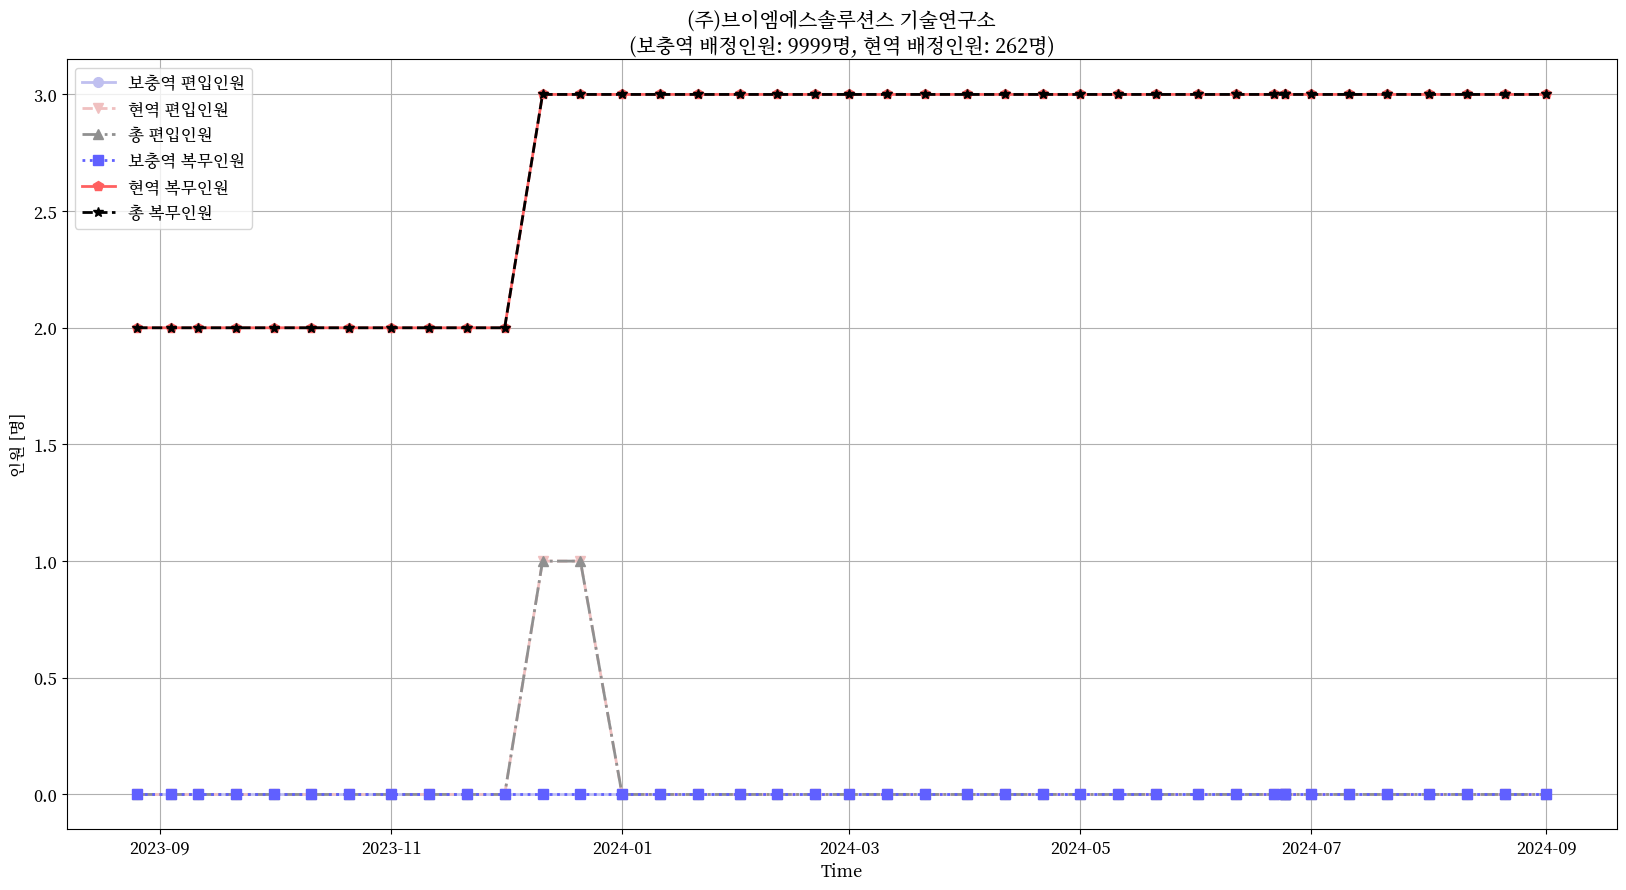 (주)브이엠에스솔루션스 기술연구소
(보충역 배정인원: 9999명, 현역 배정인원: 262명)
보충역 편입인원
현역 편입인원
총 편입인원
보충역 복무인원
현역 복무인원
총 복무인원
인원 [명]
3.0
2.5
2.0
1.5
1.0
0.5
0.0
2023-09
2023-11
2024-01
2024-03
2024-05
2024-07
2024-09
Time